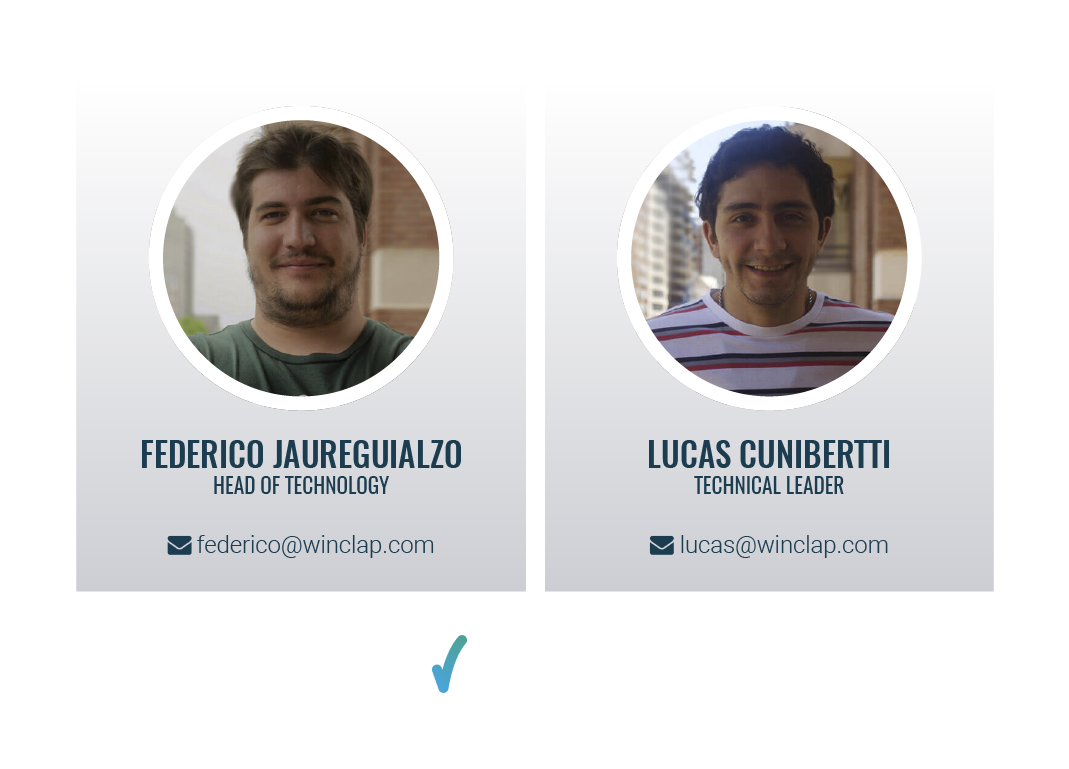 FEDERICO JAUREGUIALZO
HEAD OF TECHNOLOGY
federico@winclap.com
LUCAS CUNIBERTTI
TECHNICAL LEADER
lucas@winclap.com